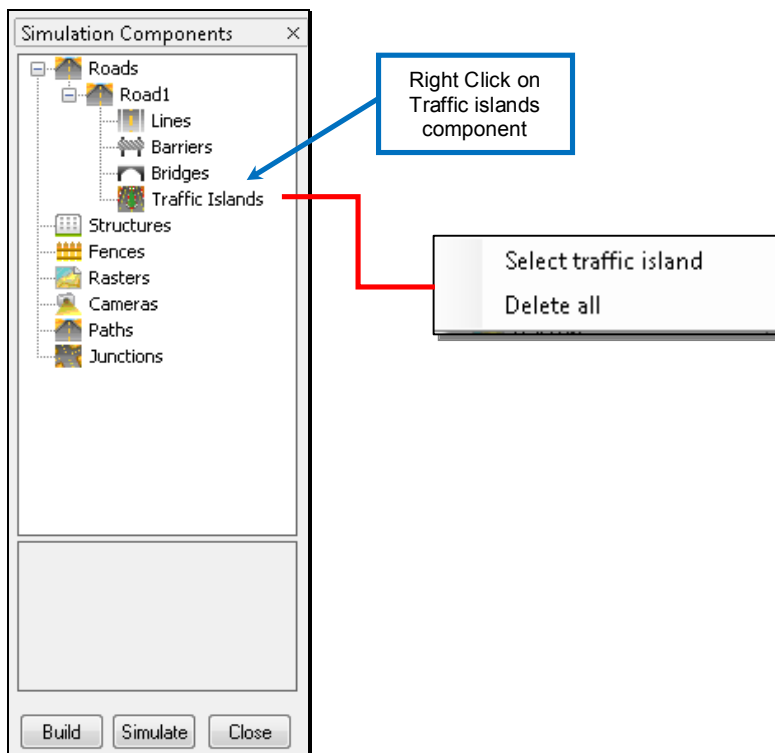 Simulation Components
Roads
Road1
Lines
Barriers
Bridges
Traffic Islands
Structures
Fences
Rasters
Cameras
Paths
Junctions
Right Click on
Traffic islands
component
Select traffic island
Delete all
Build
Simulate
Close